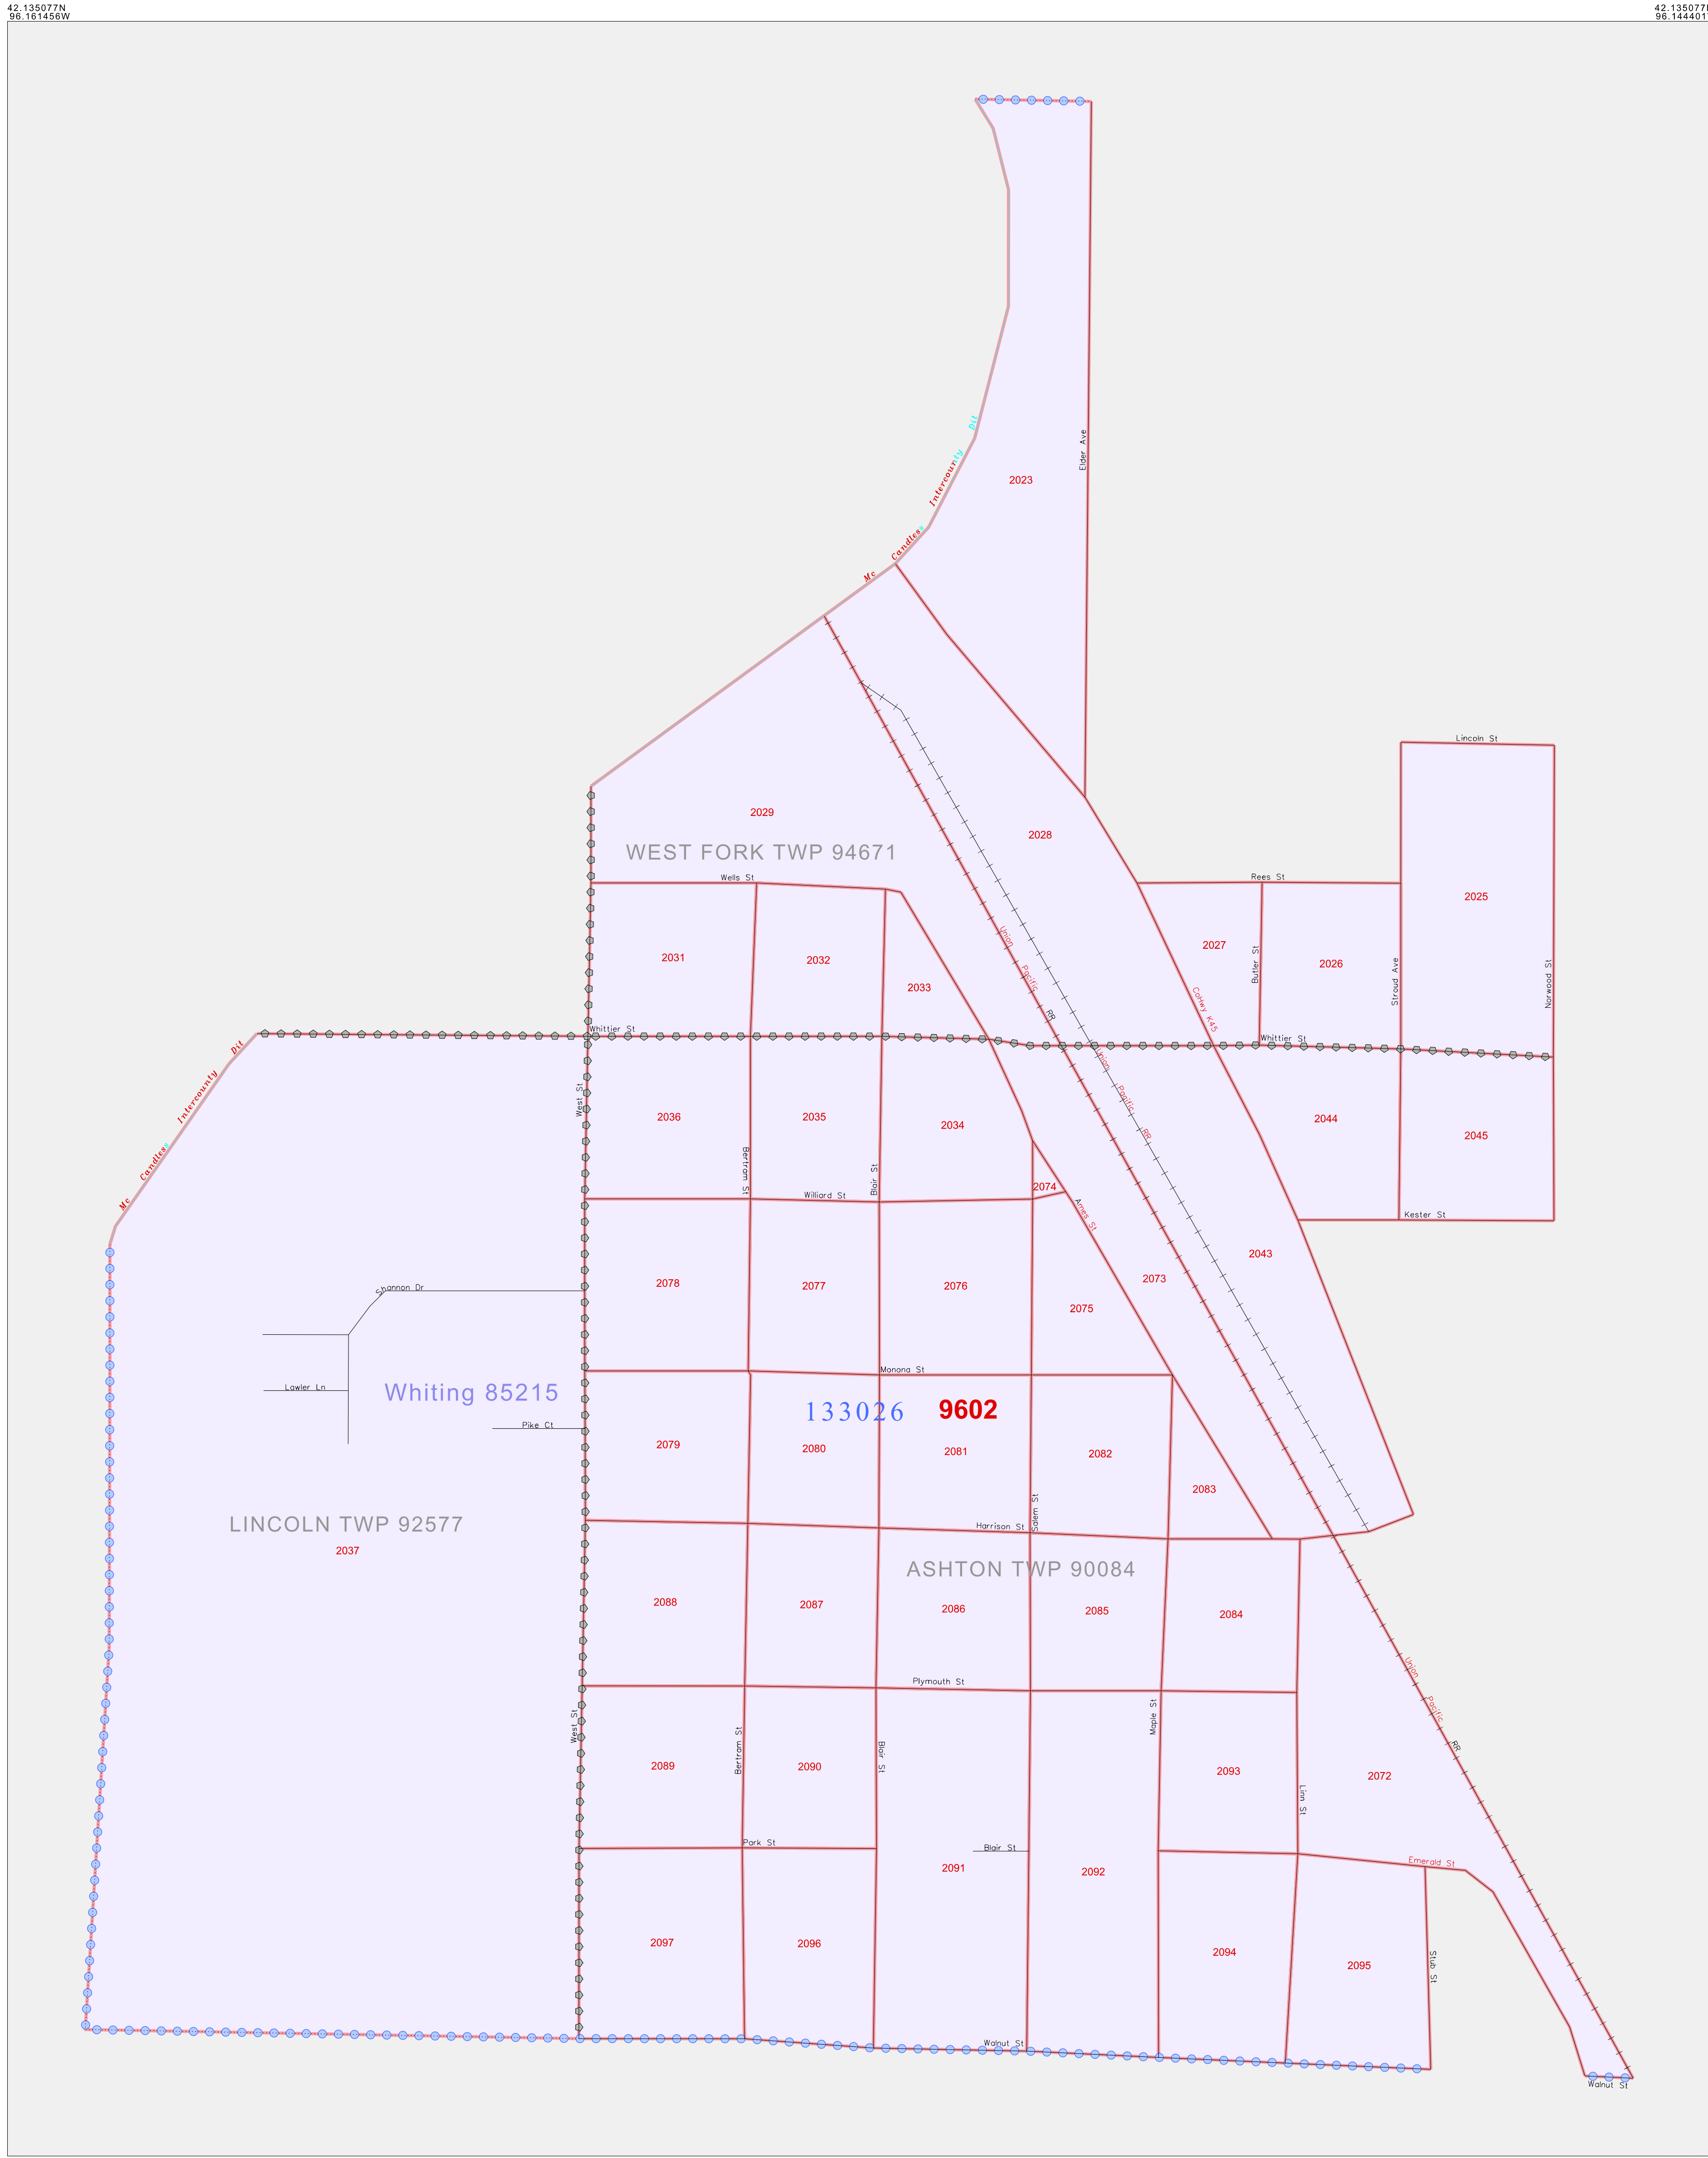 42.135077N
96.161456W
42.135077
96.144401
Dit
Intercounty
Elder Ave
2023
Candless
Mc
Lincoln St
2029
2028
WEST FORK TWP 94671
Wells St
Rees St
2025
2031
2032
2033
Union Pacific RR
2027
Butler St
2026
Stroud Ave
Norwood St
CoHwy K45
Whittier St
Whittier St
Mc Candless Intercounty Dit
West St
2036
2035
2034
Union Pacific RR
2044
2045
Bertram St
Blair St
2074
Williard St
Ames St
Kester St
2043
Shannon Dr
2078
2077
2076
2075
2073
Monona St
Lawler Ln
Whiting 85215
133026
9602
Pike Ct
2079
2080
2081
2082
2083
Salem St
Harrison St
LINCOLN TWP 92577
2037
ASHTON TWP 90084
2088
2087
2086
2085
2084
Plymouth St
Union Pacific RR
West St
Bertram St
Blair St
Maple St
2089
2090
2093
2072
Linn St
Park St
Blair St
2091
2092
Emerald St
2097
2096
2094
2095
Stub St
Walnut St
Walnut St